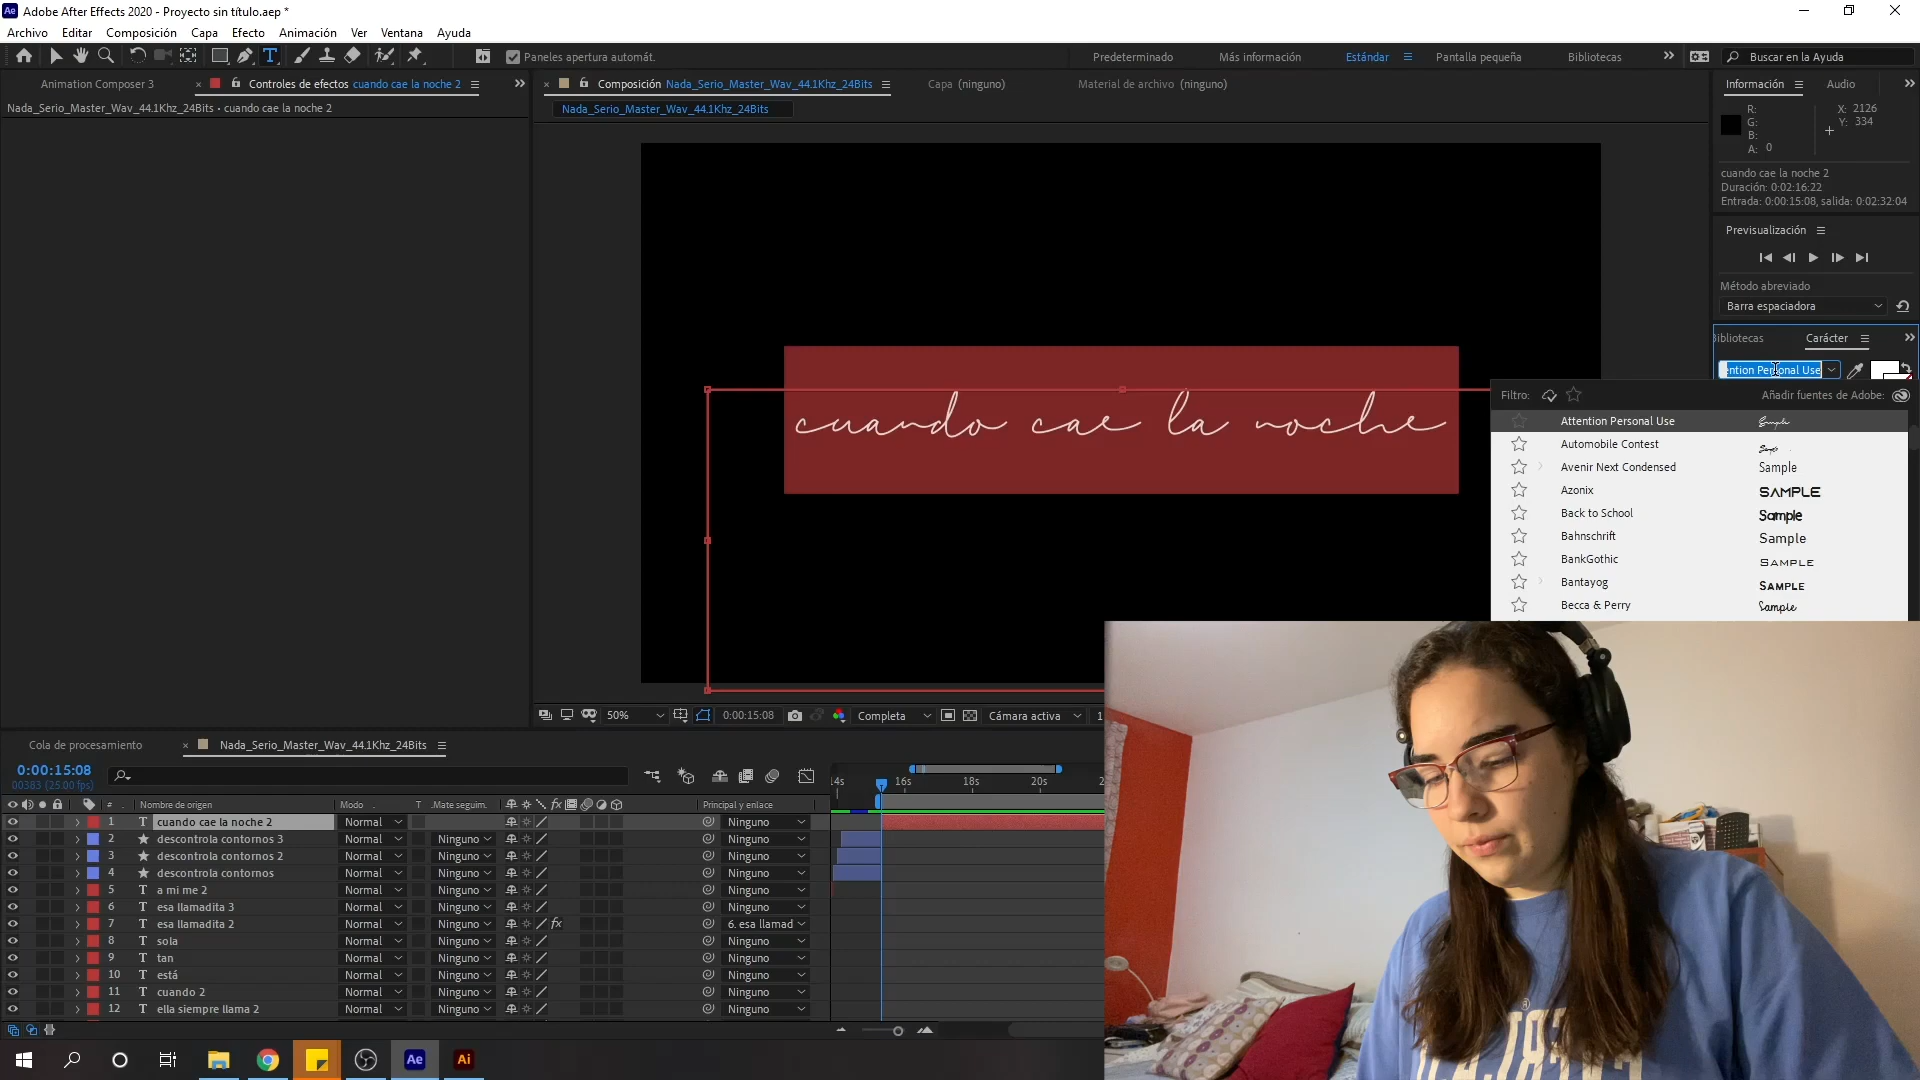 Adobe After Effects 2020 - Proyecto sin título.aep *
Archivo Editar Composición Capa Efecto Animación Ver Ventana Ayuda
Paneles apertura automát.
Predeterminado Más información Estándar Pantalla pequeña Bibliotecas
Buscar en la Ayuda
Animation Composer 3
Controles de efectos cuando cae la noche 2
Nada_Serio_Master_Wav_44.1Khz_24Bits • cuando cae la noche 2
Composición Nada_Serio_Master_Wav_44.1Khz_24Bits
Capa (ninguno)
Material de archivo (ninguno)
Nada_Serio_Master_Wav_44.1Khz_24Bits
Información Audio
R: X: 2126
G: Y: 334
B:
A: 0
cuando cae la noche 2
Duración: 0:02:16:22
Entrada: 0:00:15:08, salida: 0:02:32:04
Previsualización
Método abreviado
Barra espaciadora
Carácter
ention Personal Use
Filtro: Añadir fuentes de Adobe:
Attention Personal Use Sample
Automobile Contest
Avenir Next Condensed Sample
Azonix SAMPLE
Back to School Sample
Bahnschrift Sample
BankGothic SAMPLE
Bantayog SAMPLE
Becca & Perry Sample
cuando cae la noche
50% 0:00:15:08 Completa Cámara activa 1
Cola de procesamiento
Nada_Serio_Master_Wav_44.1Khz_24Bits
0:00:15:08
00383 (25.00 fps)
16s 18s 20s
# Nombre de origen Modo T .Mate seguim. Principal y enlace
1 T cuando cae la noche 2 Normal Ninguno
2 descontrola contornos 3 Normal Ninguno Ninguno
3 descontrola contornos 2 Normal Ninguno Ninguno
4 descontrola contornos Normal Ninguno Ninguno
5 T a mi me 2 Normal Ninguno Ninguno
6 T esa llamadita 3 Normal Ninguno Ninguno
7 T esa llamadita 2 Normal Ninguno fx 6. esa llamad
8 T sola Normal Ninguno Ninguno
9 T tan Normal Ninguno Ninguno
10 T está Normal Ninguno Ninguno
11 T cuando 2 Normal Ninguno Ninguno
12 T ella siempre llama 2 Normal Ninguno Ninguno
Ae Ai